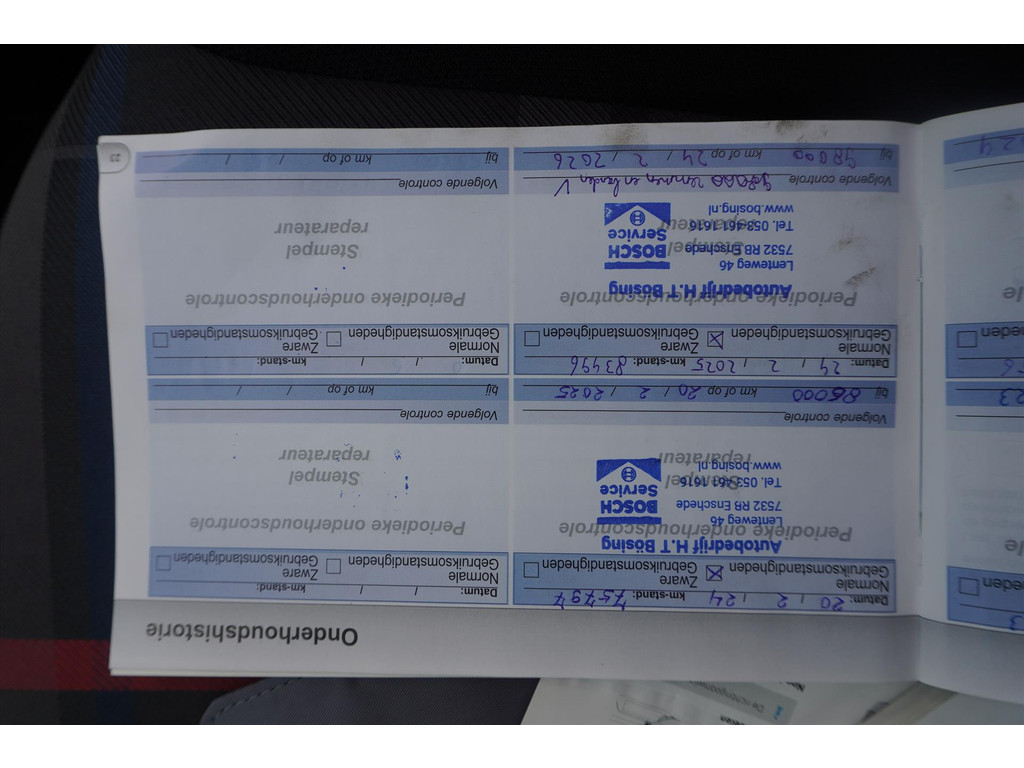 Onderhoudshistorie
Datum: 20 / 2 / 24 km-stand: 75797
Normale Gebruiksomstandigheden ☒ Zware Gebruiksomstandigheden ☐
Periodieke onderhoudscontrole
Stempel reparateur
Autobedrijf H.T Bösing
Lenteweg 46
7532 RB Enschede
Tel. 053-461.1616
www.bosing.nl
BOSCH
Service
Volgende controle
bij km of op 20 / 2 / 2025
Datum: / / km-stand:
Normale Gebruiksomstandigheden ☐ Zware Gebruiksomstandigheden ☐
Periodieke onderhoudscontrole
Stempel reparateur
Volgende controle
bij km of op / /
Datum: 24 / 2 / 2025 km-stand: 83496
Normale Gebruiksomstandigheden ☒ Zware Gebruiksomstandigheden ☐
Periodieke onderhoudscontrole
Stempel reparateur
Autobedrijf H.T Bösing
Lenteweg 46
7532 RB Enschede
Tel. 053-461.1616
www.bosing.nl
BOSCH
Service
Volgende controle remmen en banden V
bij 98000 km of op 24 / 2 / 2026
Datum: / / km-stand:
Normale Gebruiksomstandigheden ☐ Zware Gebruiksomstandigheden ☐
Periodieke onderhoudscontrole
Stempel reparateur
Volgende controle
bij km of op / /
23